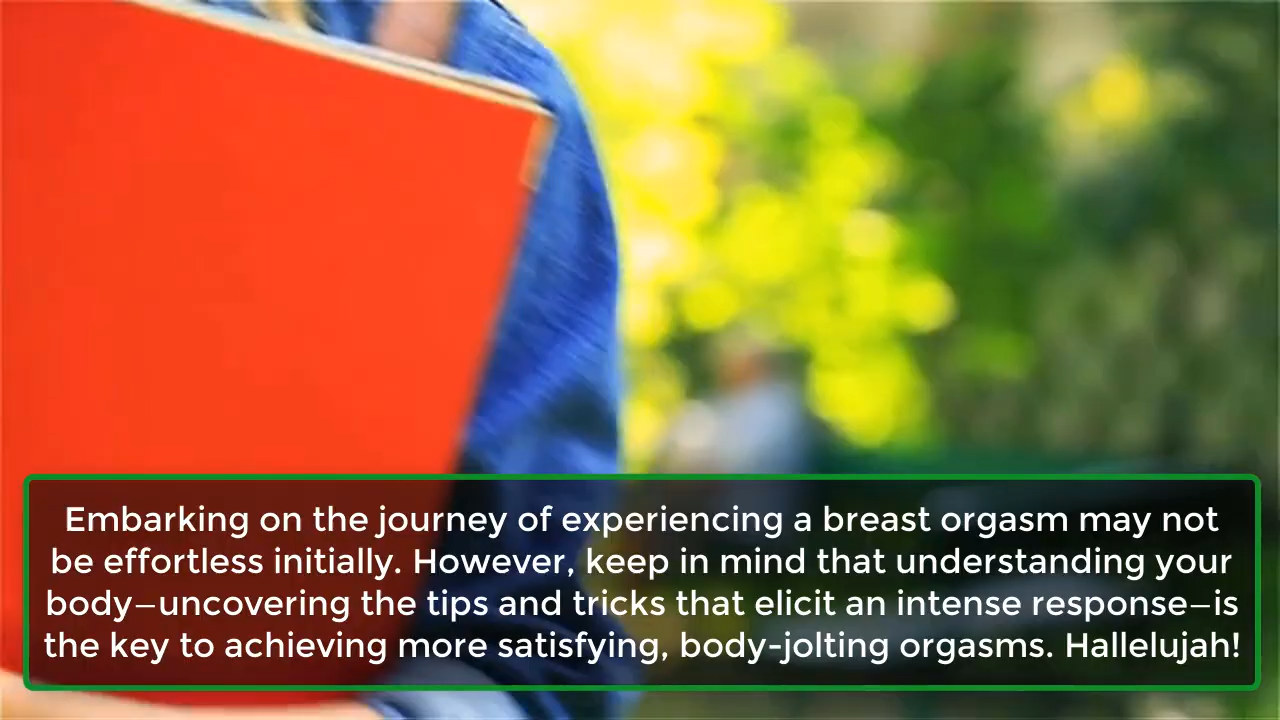 Embarking on the journey of experiencing a breast orgasm may not
be effortless initially. However, keep in mind that understanding your
body—uncovering the tips and tricks that elicit an intense response—is
the key to achieving more satisfying, body-jolting orgasms. Hallelujah!